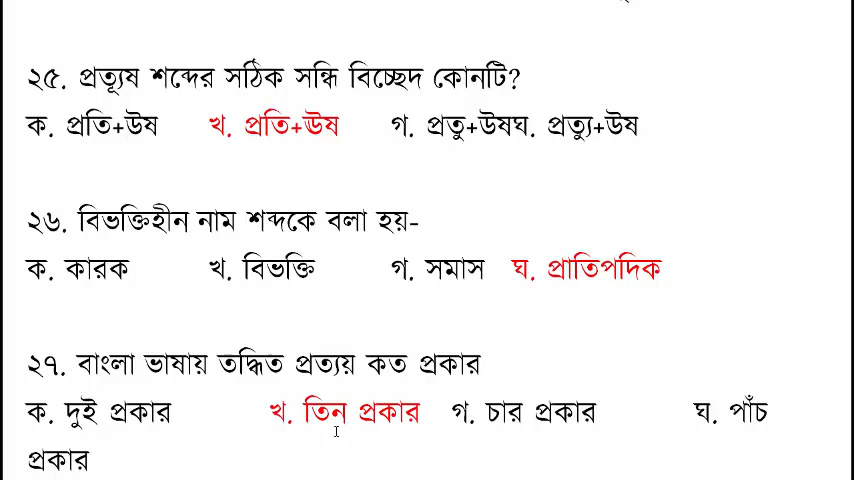 ২৫. প্রত্যূষ শব্দের সঠিক সন্ধি বিচ্ছেদ কোনটি?
ক. প্রতি+উষ খ. প্রতি+ঊষ গ. প্রতু+উষঘ. প্রত্যু+উষ
২৬. বিভক্তিহীন নাম শব্দকে বলা হয়-
ক. কারক খ. বিভক্তি গ. সমাস ঘ. প্রাতিপদিক
২৭. বাংলা ভাষায় তদ্ধিত প্রত্যয় কত প্রকার
ক. দুই প্রকার খ. তিন প্রকার গ. চার প্রকার ঘ. পাঁচ
প্রকার